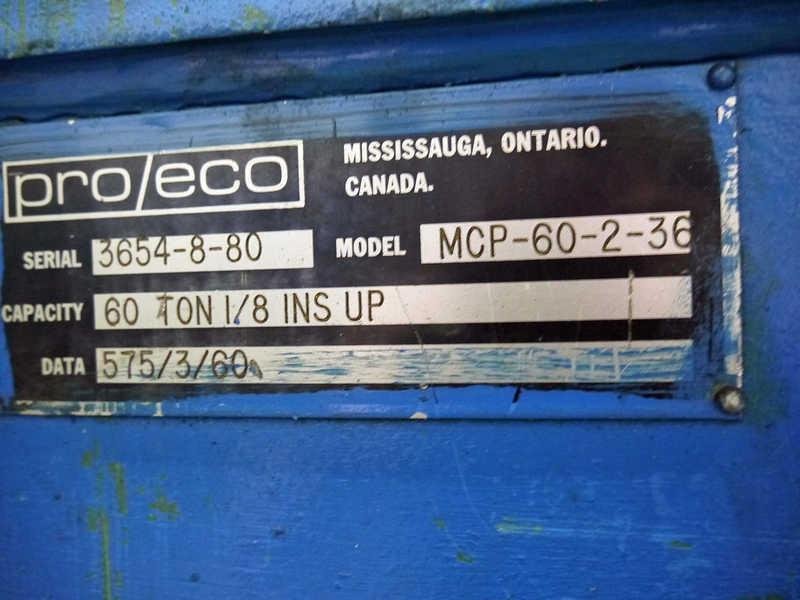 pro/eco
MISSISSAUGA, ONTARIO.
CANADA.
SERIAL 3654-8-80 MODEL MCP-60-2-36
CAPACITY 60 TON 1/8 INS UP
DATA 575/3/60